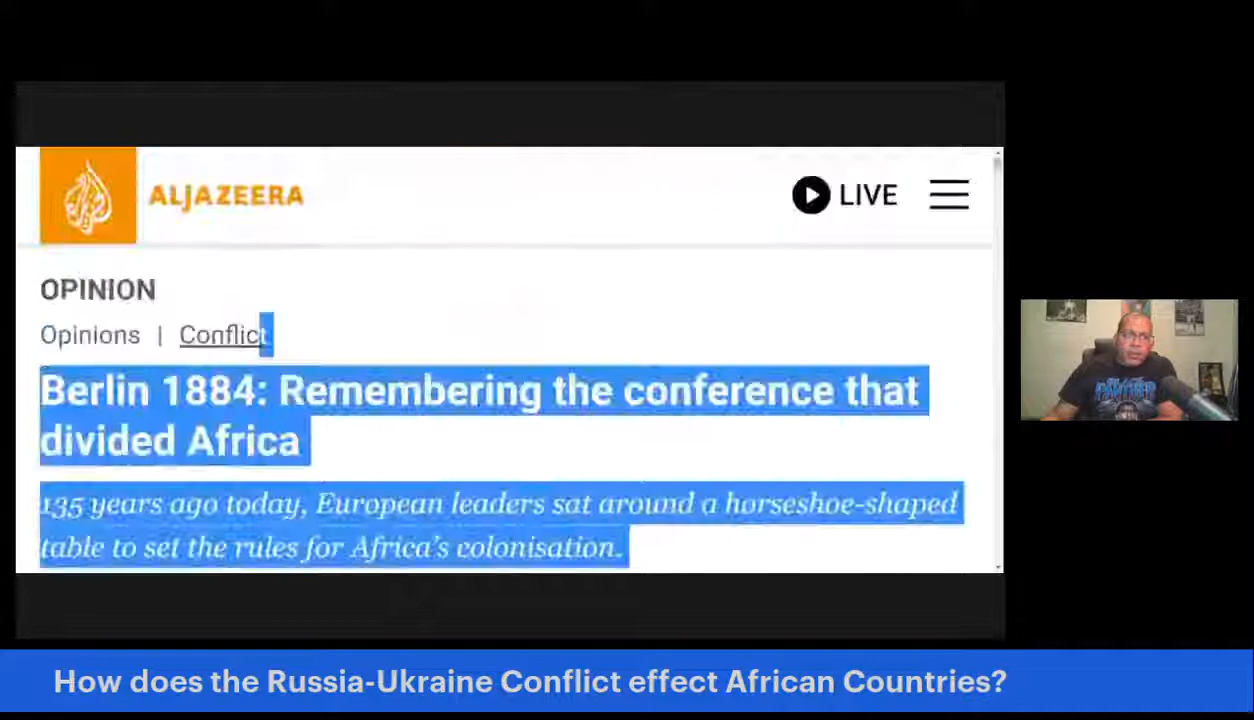 ALJAZEERA
LIVE
OPINION
Opinions | Conflict
Berlin 1884: Remembering the conference that
divided Africa
135 years ago today, European leaders sat around a horseshoe-shaped
table to set the rules for Africa's colonisation.
PANTHER
How does the Russia-Ukraine Conflict effect African Countries?